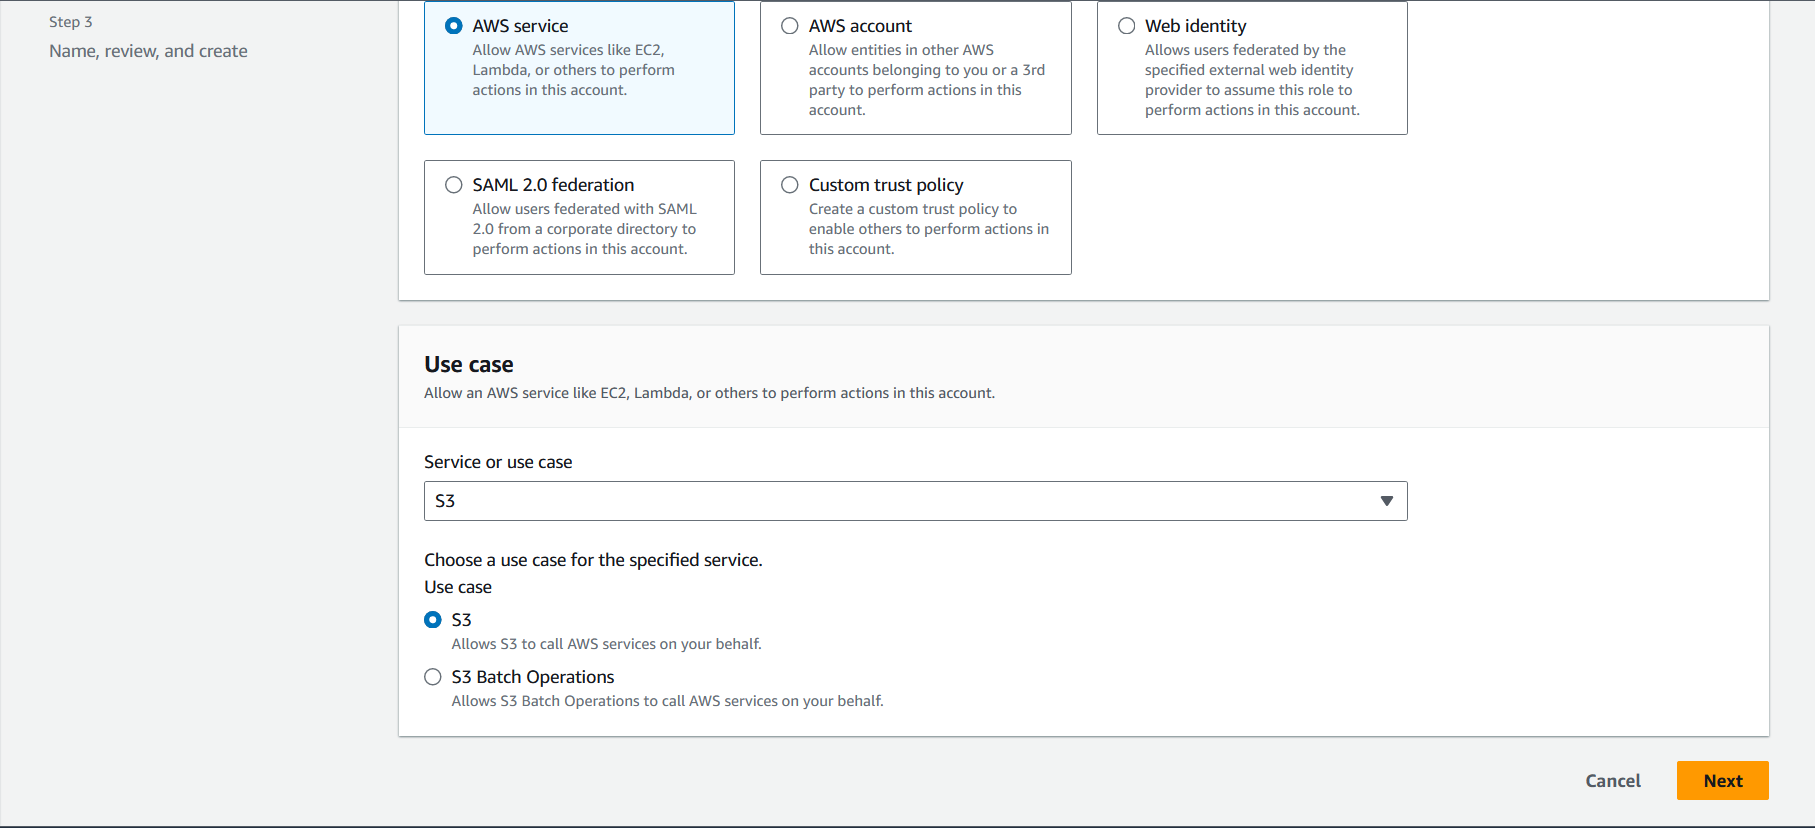 Step 3
Name, review, and create
AWS service
Allow AWS services like EC2,
Lambda, or others to perform
actions in this account.
AWS account
Allow entities in other AWS
accounts belonging to you or a 3rd
party to perform actions in this
account.
Web identity
Allows users federated by the
specified external web identity
provider to assume this role to
perform actions in this account.
SAML 2.0 federation
Allow users federated with SAML
2.0 from a corporate directory to
perform actions in this account.
Custom trust policy
Create a custom trust policy to
enable others to perform actions in
this account.
Use case
Allow an AWS service like EC2, Lambda, or others to perform actions in this account.
Service or use case
S3
Choose a use case for the specified service.
Use case
S3
Allows S3 to call AWS services on your behalf.
S3 Batch Operations
Allows S3 Batch Operations to call AWS services on your behalf.
Cancel
Next